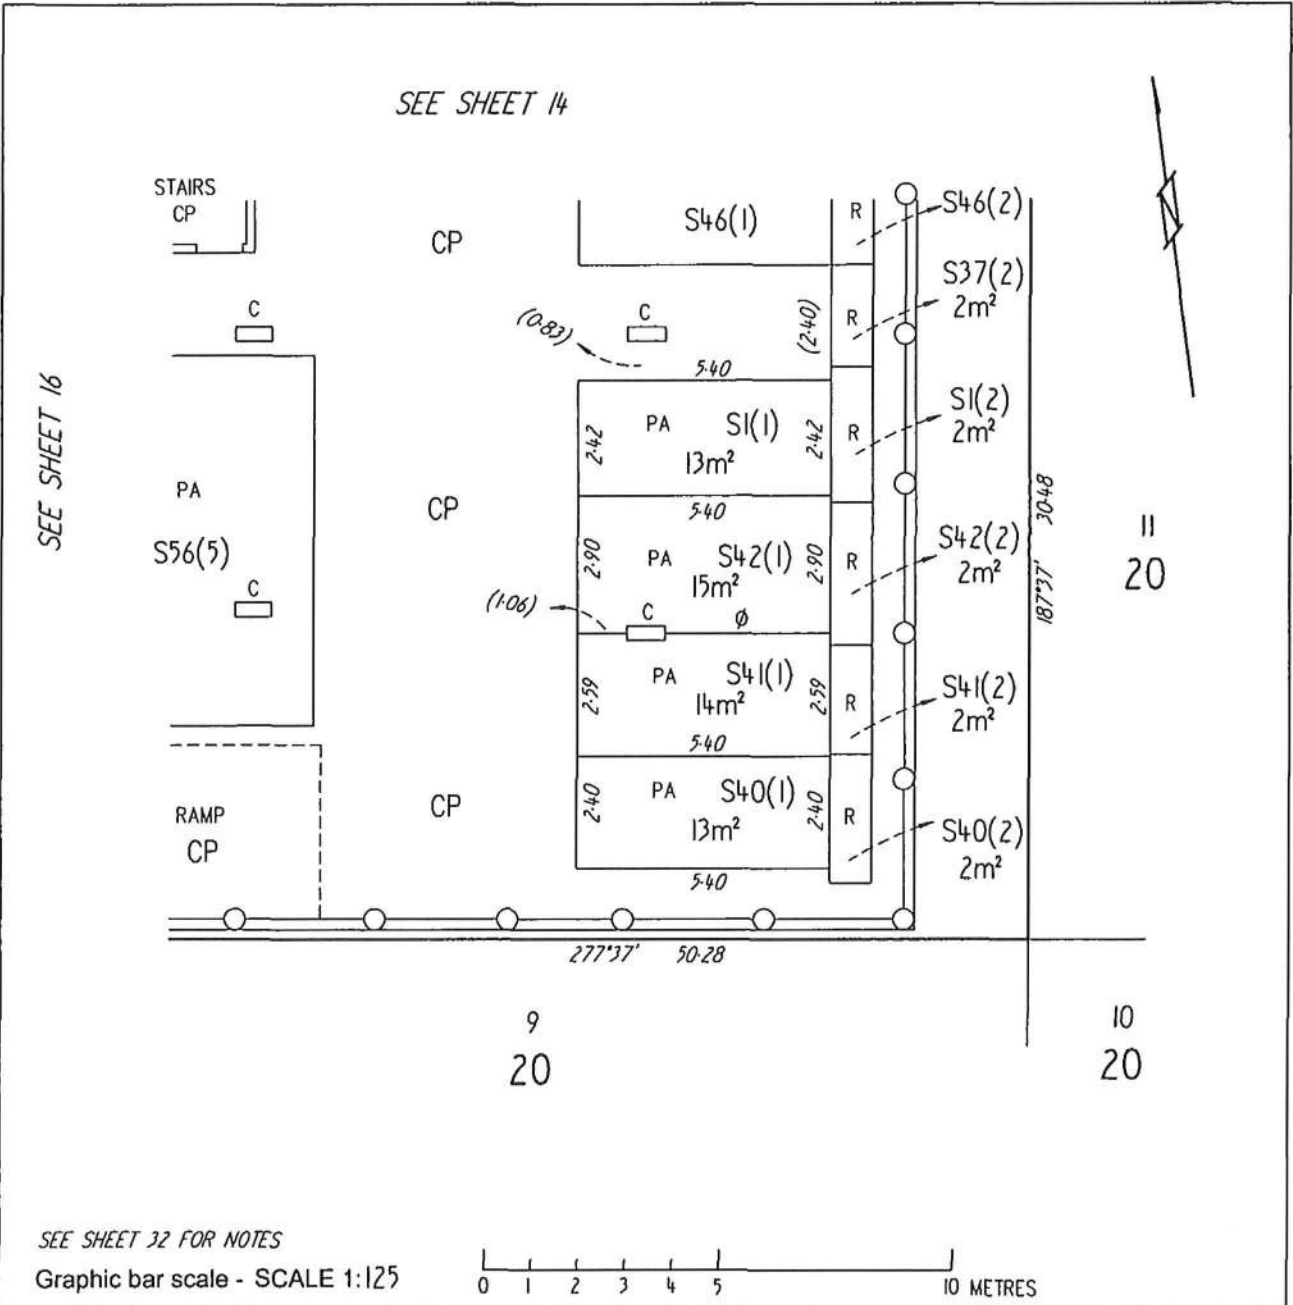 SEE SHEET 14
STAIRS
CP
CP
S46(1)
R
S46(2)
S37(2)
2m²
C
C
(0·83)
(2·40)
R
5·40
SEE SHEET 16
PA
S56(5)
C
CP
2·42
PA
S1(1)
13m²
2·42
R
S1(2)
2m²
5·40
2·90
PA
S42(1)
15m²
2·90
R
S42(2)
2m²
(1·06)
C
ø
187°37' 30·48
11
20
2·59
PA
S41(1)
14m²
2·59
R
S41(2)
2m²
5·40
RAMP
CP
CP
2·40
PA
S40(1)
13m²
2·40
R
S40(2)
2m²
5·40
277°37' 50·28
9
20
10
20
SEE SHEET 32 FOR NOTES
Graphic bar scale - SCALE 1:125
0 1 2 3 4 5 10 METRES